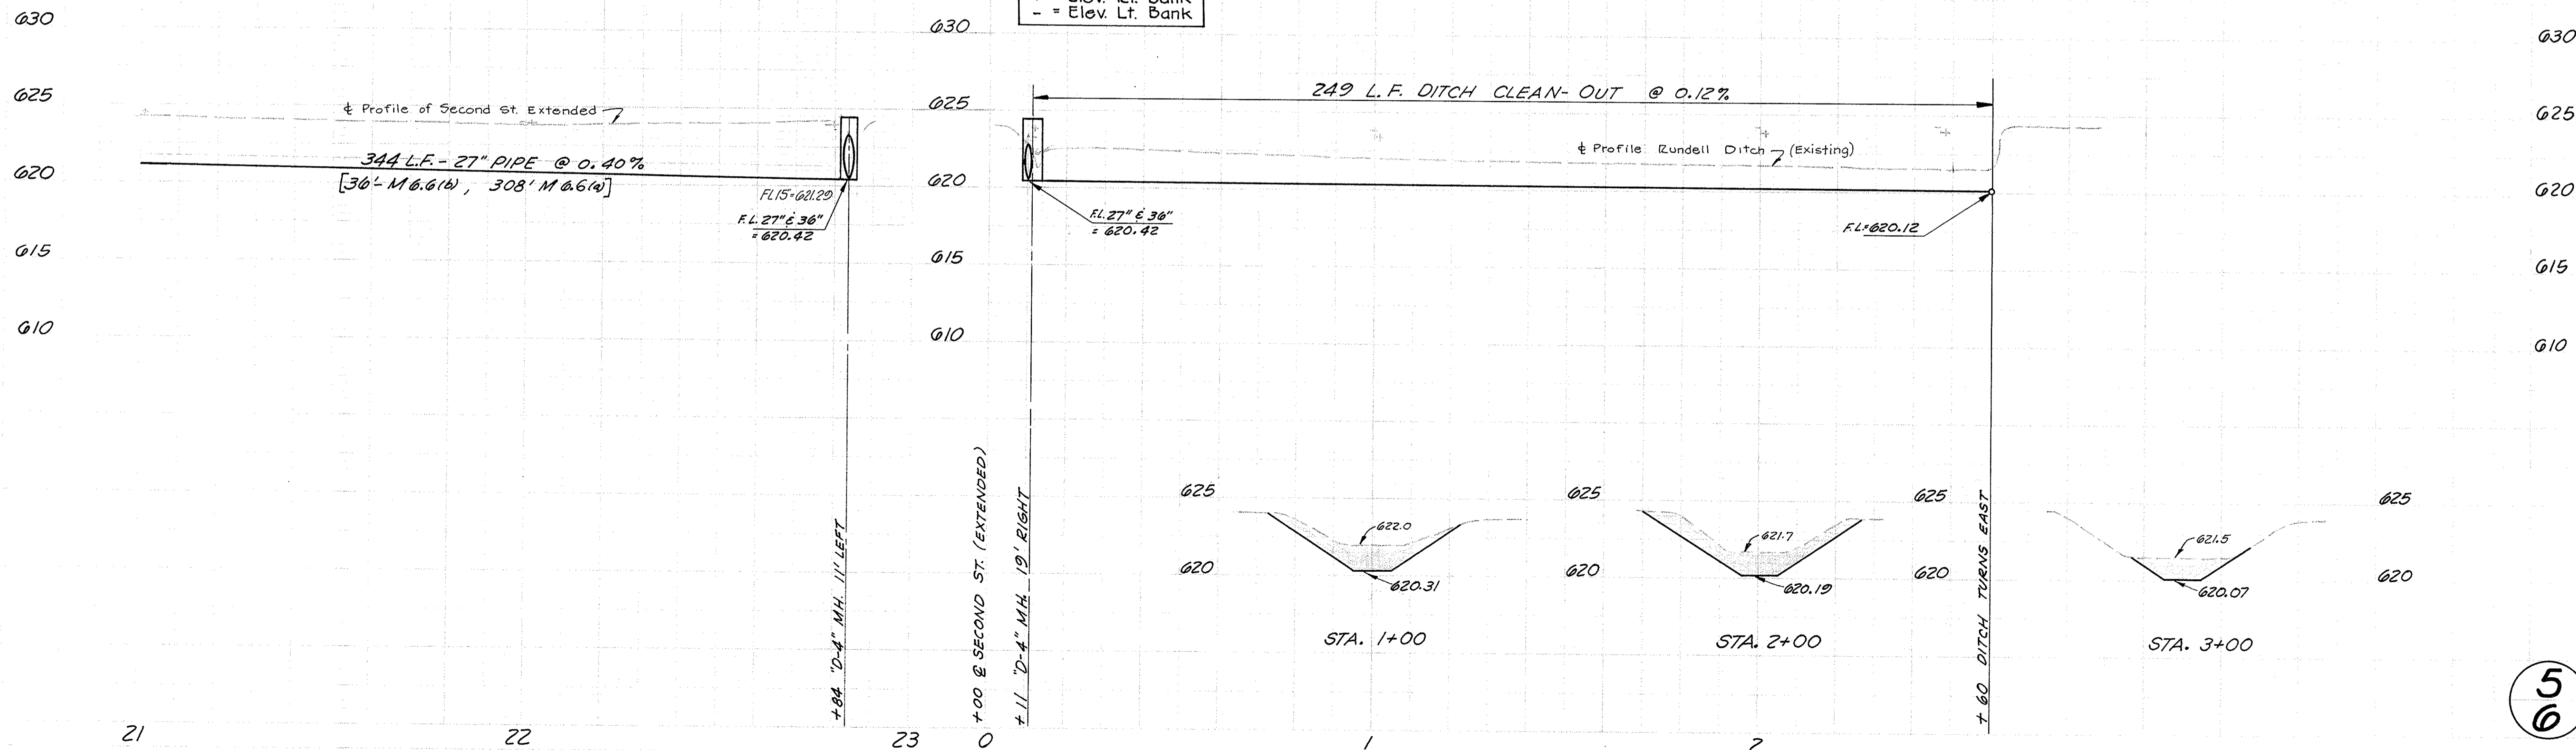 - = Elev. Lt. Bank
630
630
630
625
625
625
620
620
620
615
615
615
610
610
610
℄ Profile of Second St. Extended
344 L.F. - 27" PIPE @ 0.40%
[36'- M 6.6(b), 308' M 6.6(a)]
FL15=621.29
F.L. 27" & 36"
= 620.42
F.L. 27" & 36"
= 620.42
249 L.F. DITCH CLEAN-OUT @ 0.12%
℄ Profile Rundell Ditch (Existing)
F.L.=620.12
+84 "D-4" MH. 11' LEFT
+00 ℄ SECOND ST. (EXTENDED)
+11 "D-4" MH. 19' RIGHT
+60 DITCH TURNS EAST
625
620
622.0
620.31
STA. 1+00
625
620
621.7
620.19
STA. 2+00
625
620
621.5
620.07
STA. 3+00
625
620
21
22
23
0
1
2
5
6